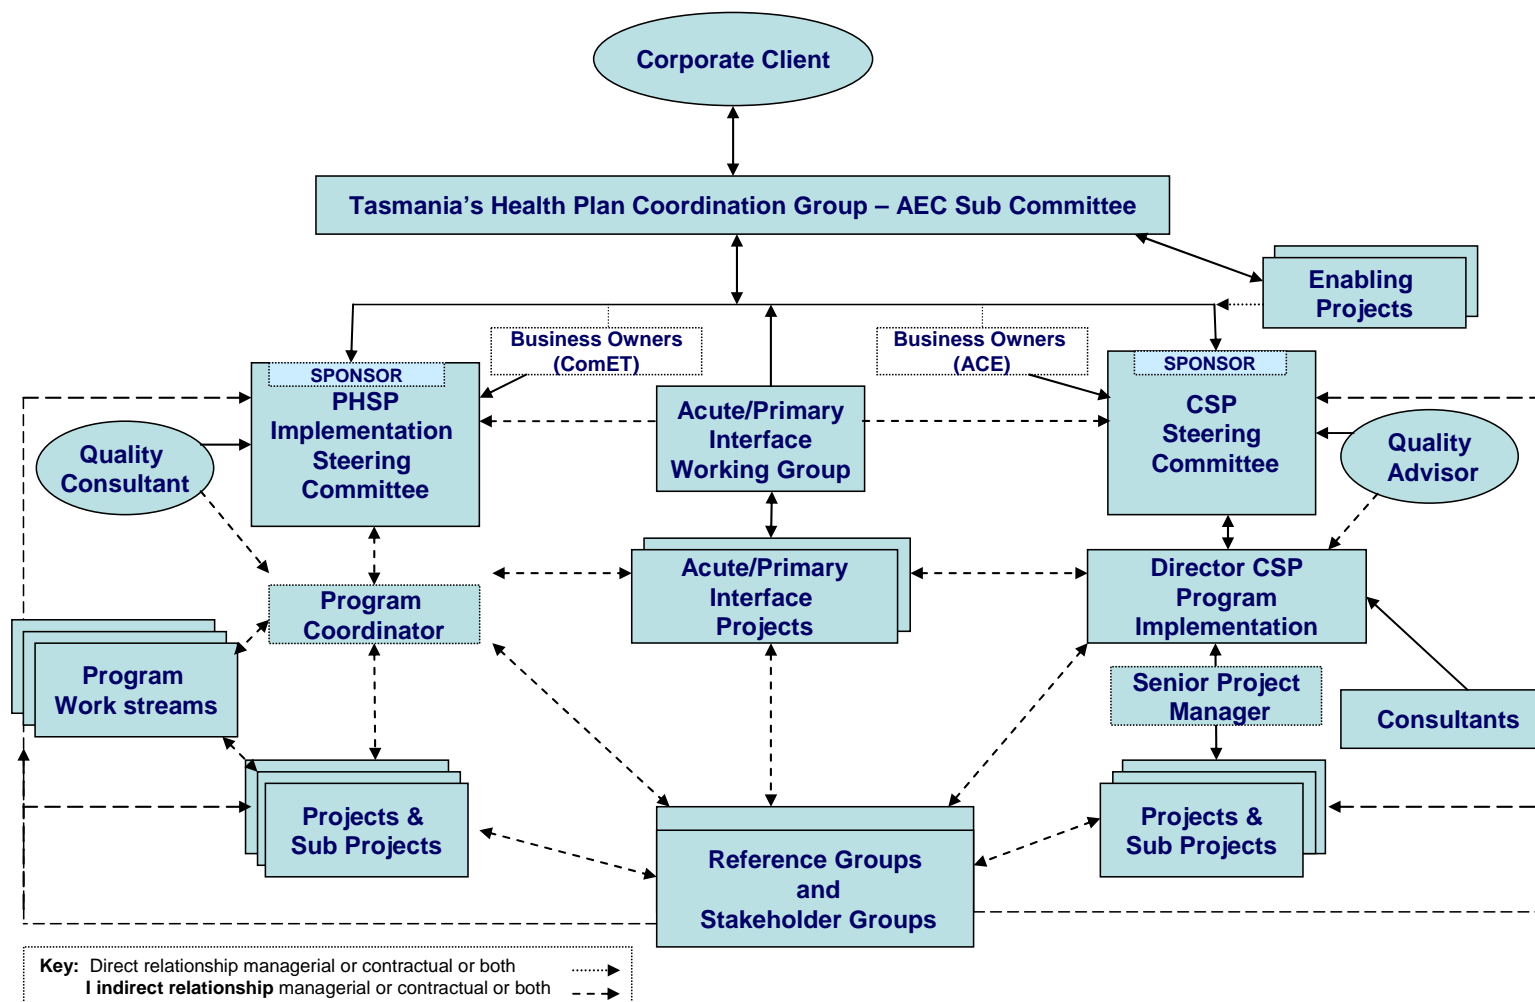 Corporate Client
Tasmania's Health Plan Coordination Group – AEC Sub Committee
Enabling
Projects
Business Owners
(ComET)
Business Owners
(ACE)
SPONSOR
PHSP
Implementation
Steering
Committee
Acute/Primary
Interface
Working Group
SPONSOR
CSP
Steering
Committee
Quality
Consultant
Quality
Advisor
Program
Coordinator
Acute/Primary
Interface
Projects
Director CSP
Program
Implementation
Program
Work streams
Senior Project
Manager
Consultants
Projects &
Sub Projects
Reference Groups
and
Stakeholder Groups
Projects &
Sub Projects
Key: Direct relationship managerial or contractual or both
I indirect relationship managerial or contractual or both